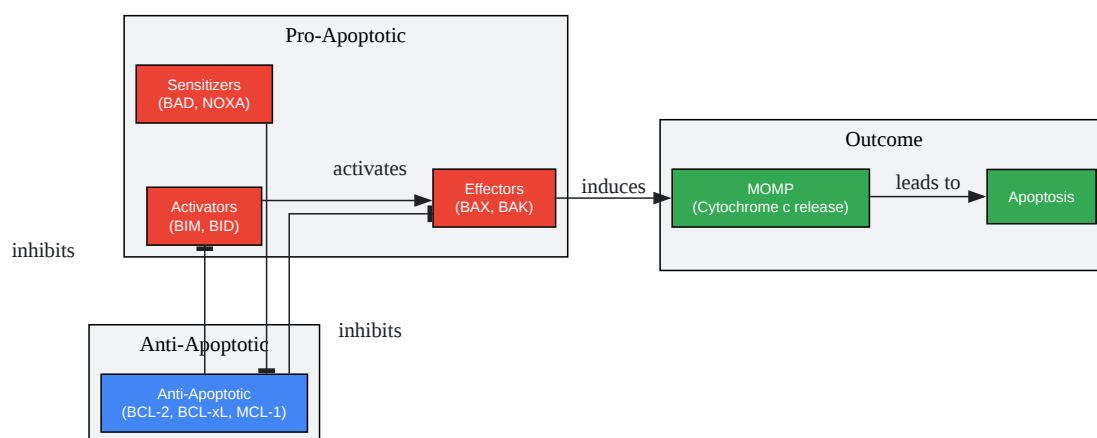 Pro-Apoptotic
Sensitizers
(BAD, NOXA)
activates
Activators
(BIM, BID)
Effectors
(BAX, BAK)
induces
Outcome
MOMP
(Cytochrome c release)
leads to
Apoptosis
inhibits
inhibits
Anti-Apoptotic
Anti-Apoptotic
(BCL-2, BCL-xL, MCL-1)